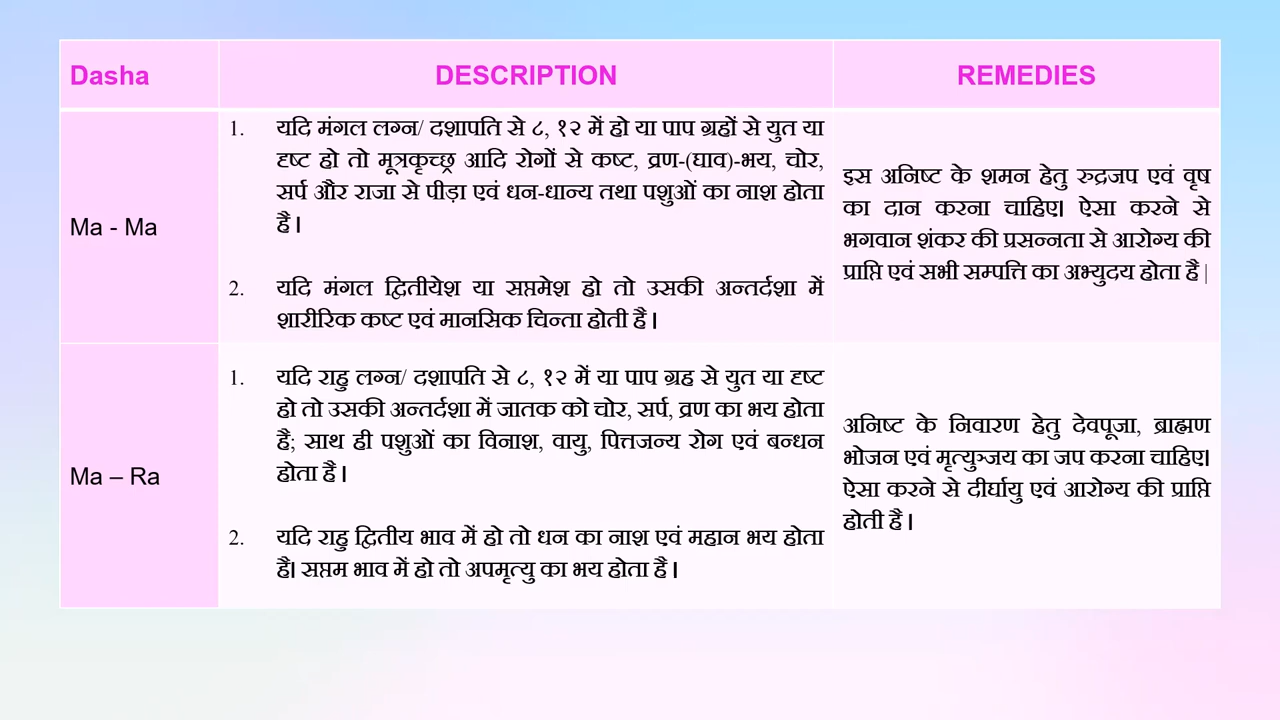 Dasha
DESCRIPTION
REMEDIES
Ma - Ma
1. यदि मंगल लग्न/ दशापति से ८, १२ में हो या पाप ग्रहों से युत या
दृष्ट हो तो मूत्रकृच्छ्र आदि रोगों से कष्ट, व्रण-(घाव)-भय, चोर,
सर्प और राजा से पीड़ा एवं धन-धान्य तथा पशुओं का नाश होता
है।
2. यदि मंगल द्वितीयेश या सप्तमेश हो तो उसकी अन्तर्दशा में
शारीरिक कष्ट एवं मानसिक चिन्ता होती है।
इस अनिष्ट के शमन हेतु रुद्रजप एवं वृष
का दान करना चाहिए। ऐसा करने से
भगवान शंकर की प्रसन्नता से आरोग्य की
प्राप्ति एवं सभी सम्पत्ति का अभ्युदय होता है |
Ma – Ra
1. यदि राहु लग्न/ दशापति से ८, १२ में या पाप ग्रह से युत या दृष्ट
हो तो उसकी अन्तर्दशा में जातक को चोर, सर्प, व्रण का भय होता
है; साथ ही पशुओं का विनाश, वायु, पित्तजन्य रोग एवं बन्धन
होता है।
2. यदि राहु द्वितीय भाव में हो तो धन का नाश एवं महान भय होता
है। सप्तम भाव में हो तो अपमृत्यु का भय होता है।
अनिष्ट के निवारण हेतु देवपूजा, ब्राह्मण
भोजन एवं मृत्युञ्जय का जप करना चाहिए।
ऐसा करने से दीर्घायु एवं आरोग्य की प्राप्ति
होती है।